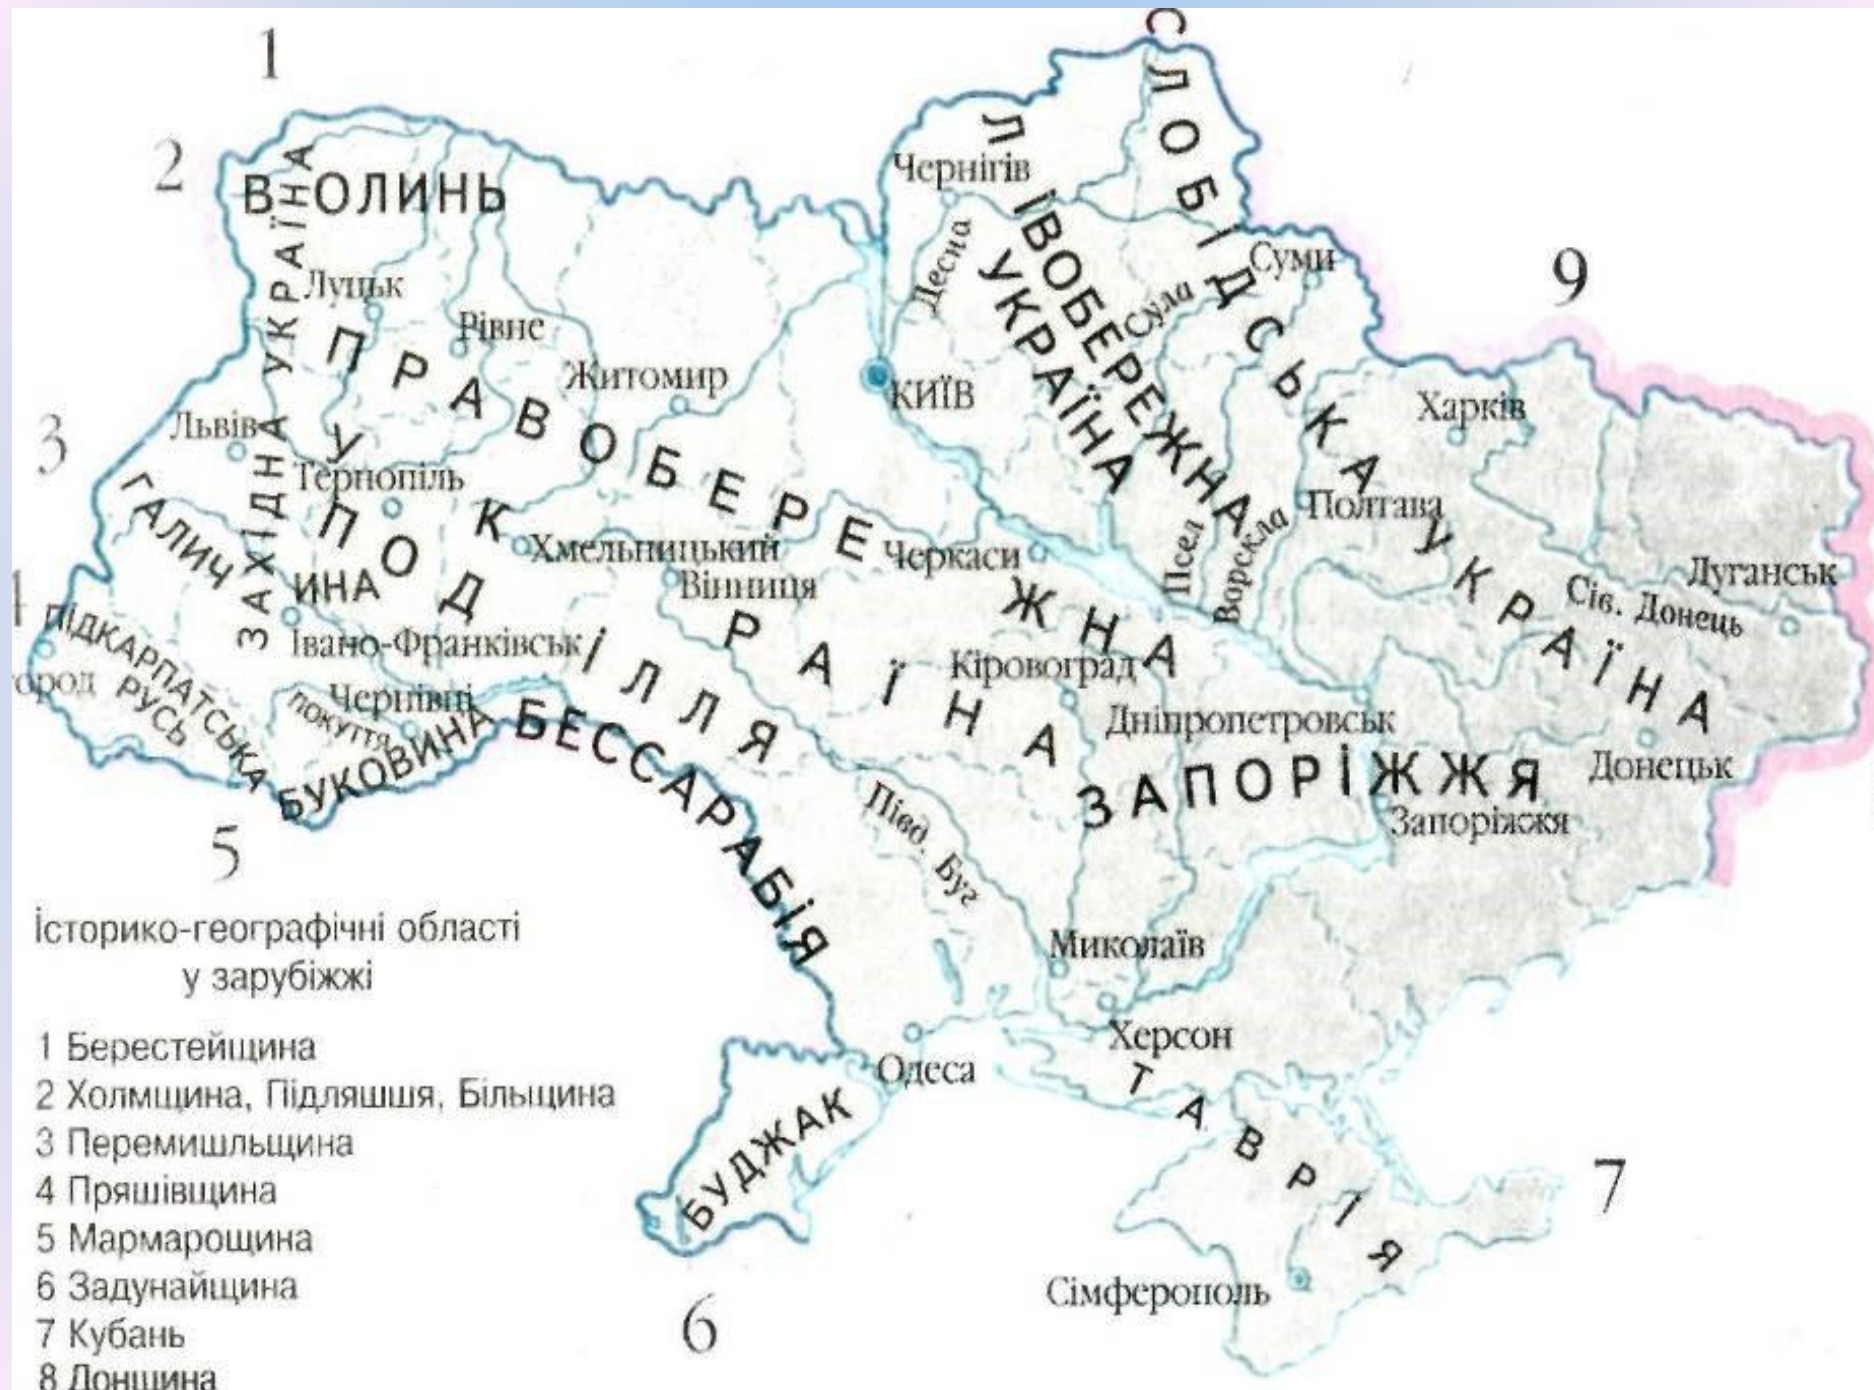 1
2
3
4
5
6
7
9
СЛОБІДСЬКА УКРАЇНА
ЛІВОБЕРЕЖНА
УКРАЇНА
Чернігів
ВОЛИНЬ
ЗАХІДНА УКРАЇНА
Десна
Суми
Сула
Луцьк
Рівне
Житомир
КИЇВ
Харків
ПРАВОБЕРЕЖНА
УКРАЇНА
Львів
Тернопіль
ГАЛИЧИНА
ПОДІЛЛЯ
Хмельницький
Вінниця
Черкаси
Псел
Ворскла
Полтава
Луганськ
Сів. Донець
ПІДКАРПАТСЬКА
РУСЬ
город
Івано-Франківськ
Чернівці
ПОКУТТЯ
БУКОВИНА
БЕССАРАБІЯ
Кіровоград
Дніпропетровськ
ЗАПОРІЖЖЯ
Донецьк
Запоріжжя
Півд. Буг
Миколаїв
Херсон
Одеса
ТАВРІЯ
БУДЖАК
Сімферополь
історико-географічні області
у зарубіжжі
1 Берестейщина
2 Холмщина, Підляшшя, Більщина
3 Перемишльщина
4 Пряшівщина
5 Мармарощина
6 Задунайщина
7 Кубань
8 Донщина